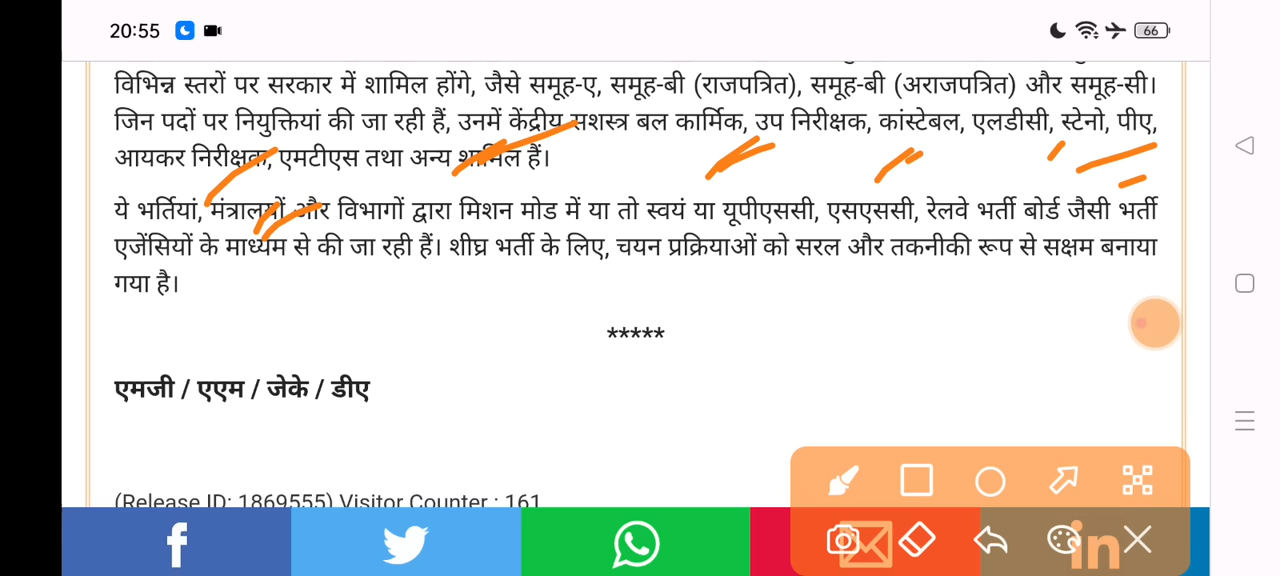 20:55
66
विभिन्न स्तरों पर सरकार में शामिल होंगे, जैसे समूह-ए, समूह-बी (राजपत्रित), समूह-बी (अराजपत्रित) और समूह-सी।
जिन पदों पर नियुक्तियां की जा रही हैं, उनमें केंद्रीय सशस्त्र बल कार्मिक, उप निरीक्षक, कांस्टेबल, एलडीसी, स्टेनो, पीए,
आयकर निरीक्षक, एमटीएस तथा अन्य शामिल हैं।
ये भर्तियां, मंत्रालयों और विभागों द्वारा मिशन मोड में या तो स्वयं या यूपीएससी, एसएससी, रेलवे भर्ती बोर्ड जैसी भर्ती
एजेंसियों के माध्यम से की जा रही हैं। शीघ्र भर्ती के लिए, चयन प्रक्रियाओं को सरल और तकनीकी रूप से सक्षम बनाया
गया है।
*****
एमजी / एएम / जेके / डीए
(Release ID: 1869555) Visitor Counter : 161